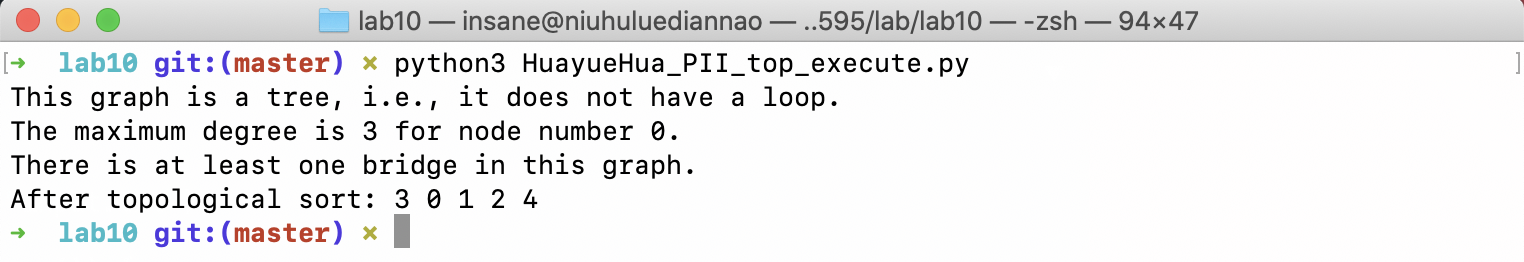 lab10 — insane@niuhuluediannao — ..595/lab/lab10 — -zsh — 94×47
[➜ lab10 git:(master) × python3 HuayueHua_PII_top_execute.py ]
This graph is a tree, i.e., it does not have a loop.
The maximum degree is 3 for node number 0.
There is at least one bridge in this graph.
After topological sort: 3 0 1 2 4
➜ lab10 git:(master) ×